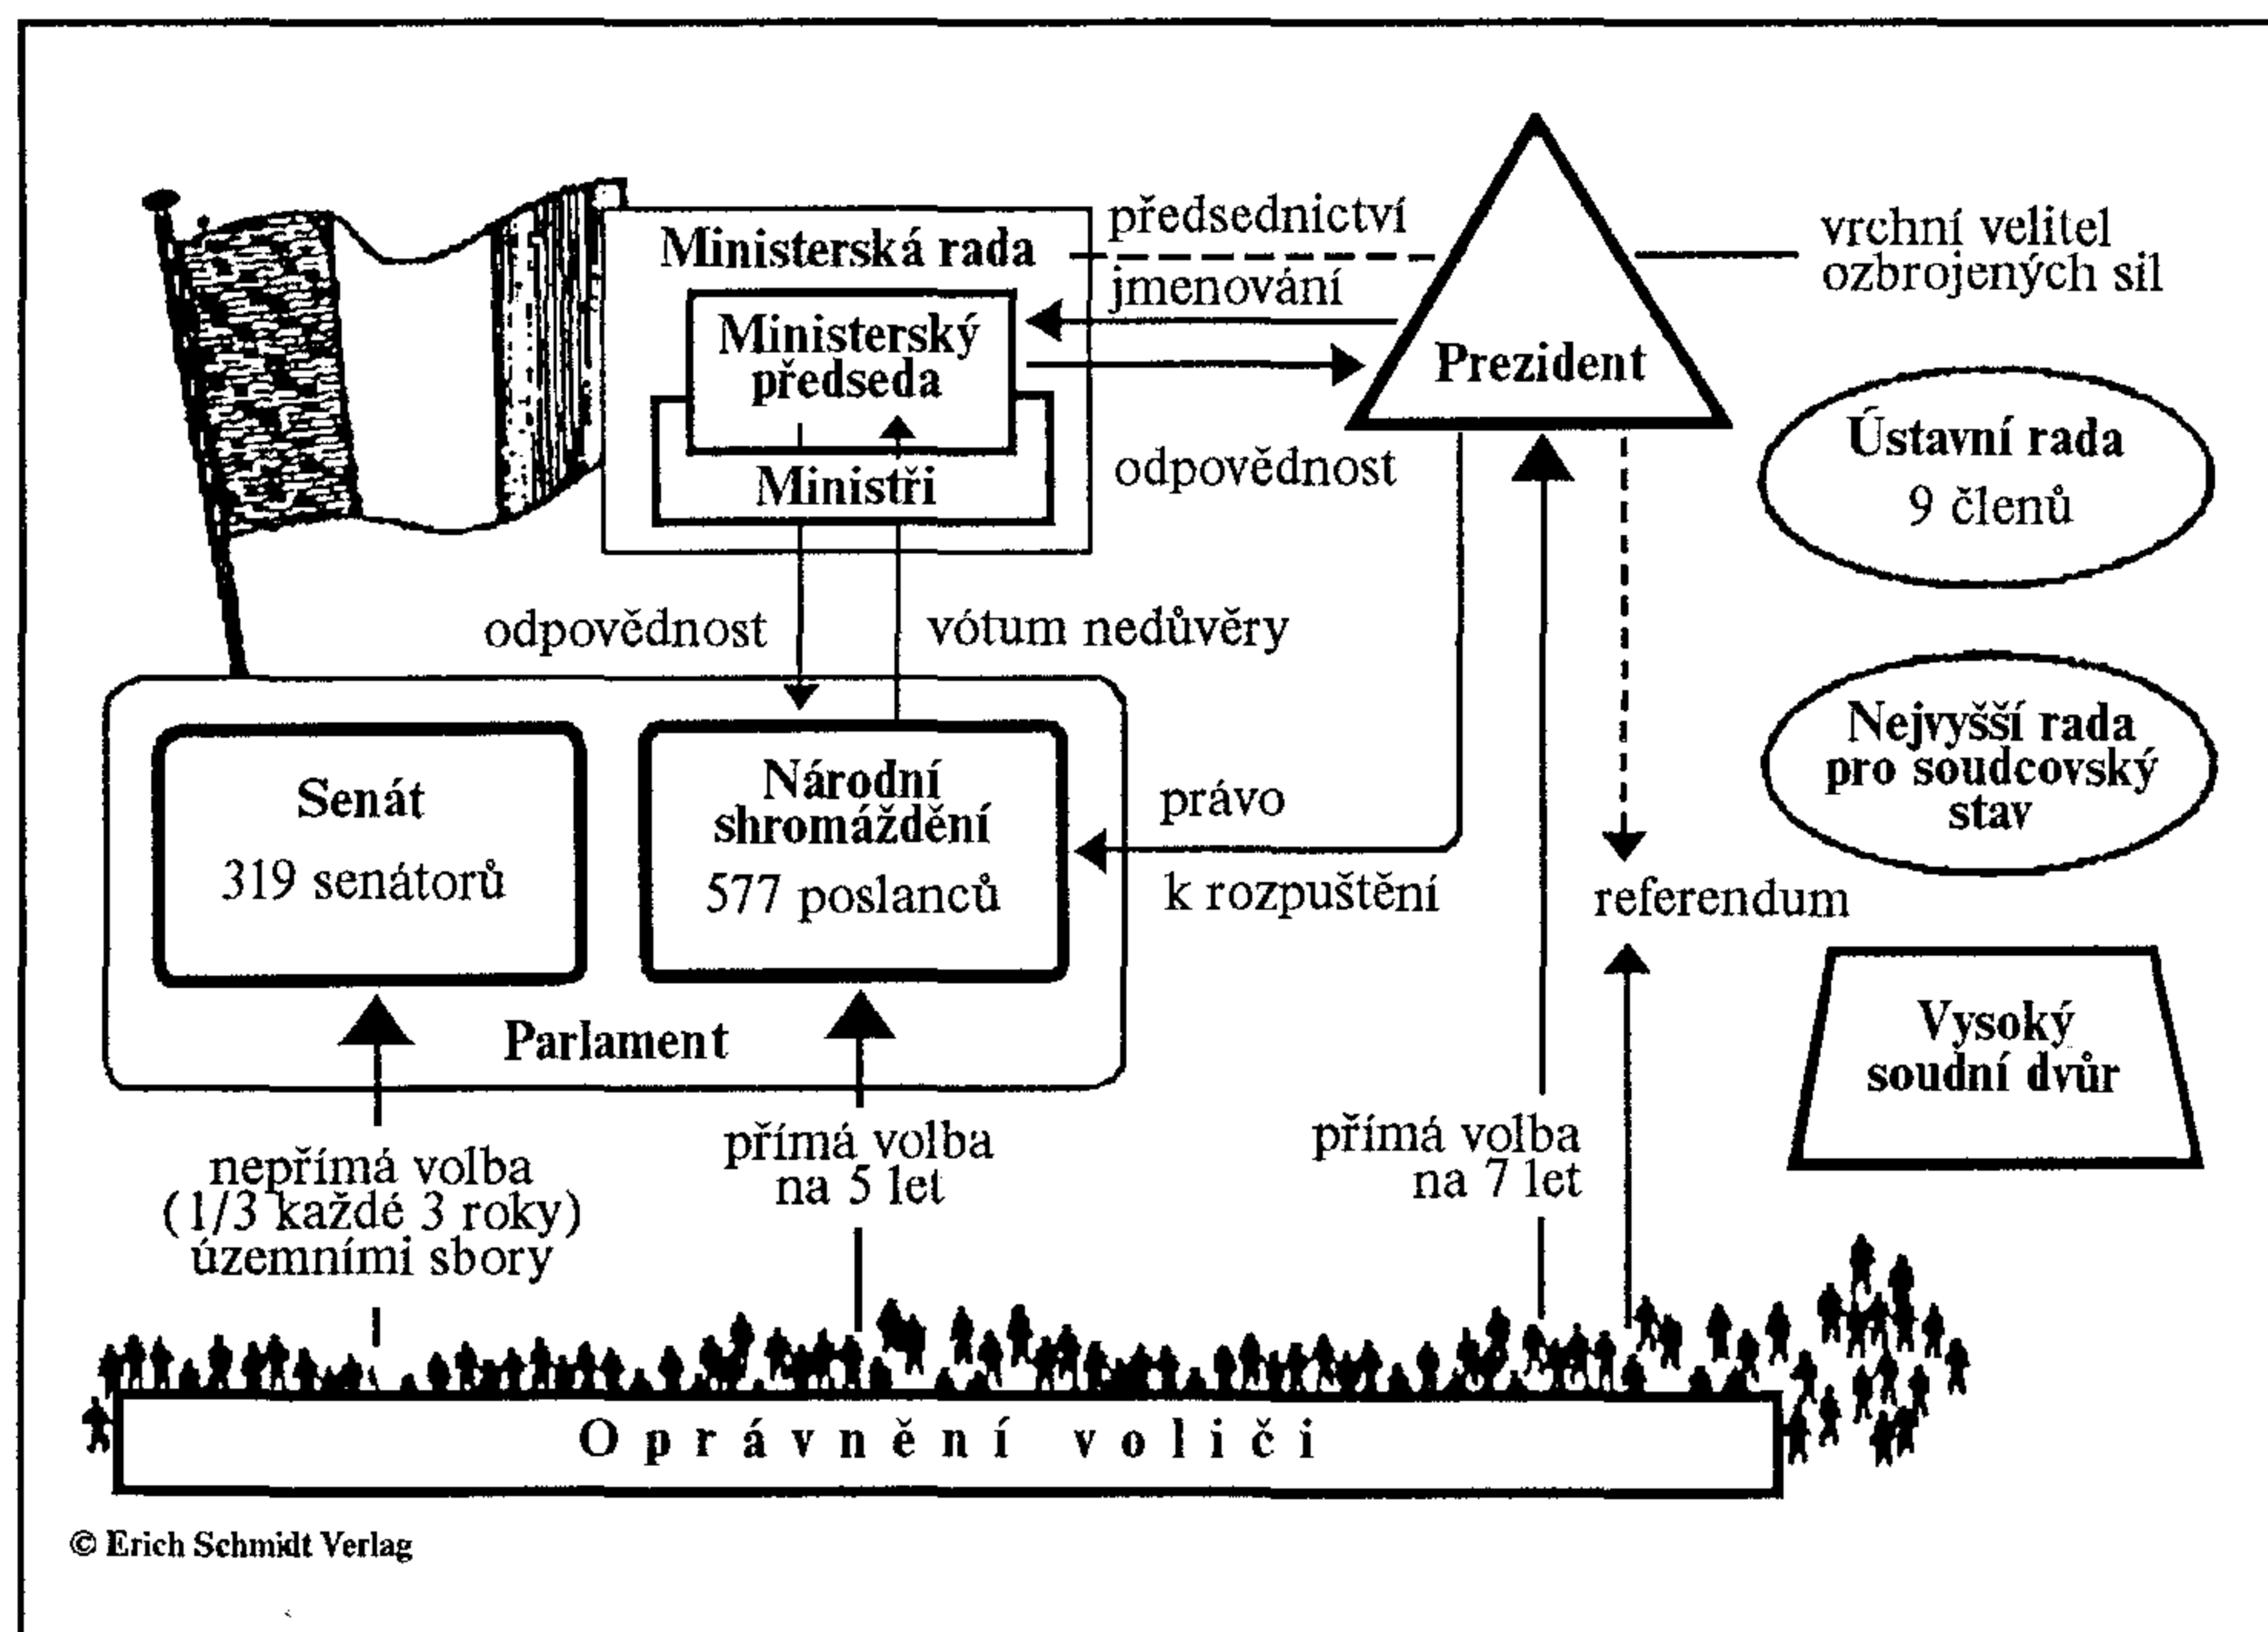 předsednictví
Ministerská rada
jmenování
vrchní velitel
ozbrojených sil
Ministerský
předseda
Prezident
Ministři
odpovědnost
Ústavní rada
9 členů
odpovědnost
vótum nedůvěry
Senát
319 senátorů
Národní
shromáždění
577 poslanců
právo
k rozpuštění
Nejvyšší rada
pro soudcovský
stav
referendum
Parlament
Vysoký
soudní dvůr
nepřímá volba
(1/3 každé 3 roky)
územními sbory
přímá volba
na 5 let
přímá volba
na 7 let
Oprávnění voliči
© Erich Schmidt Verlag